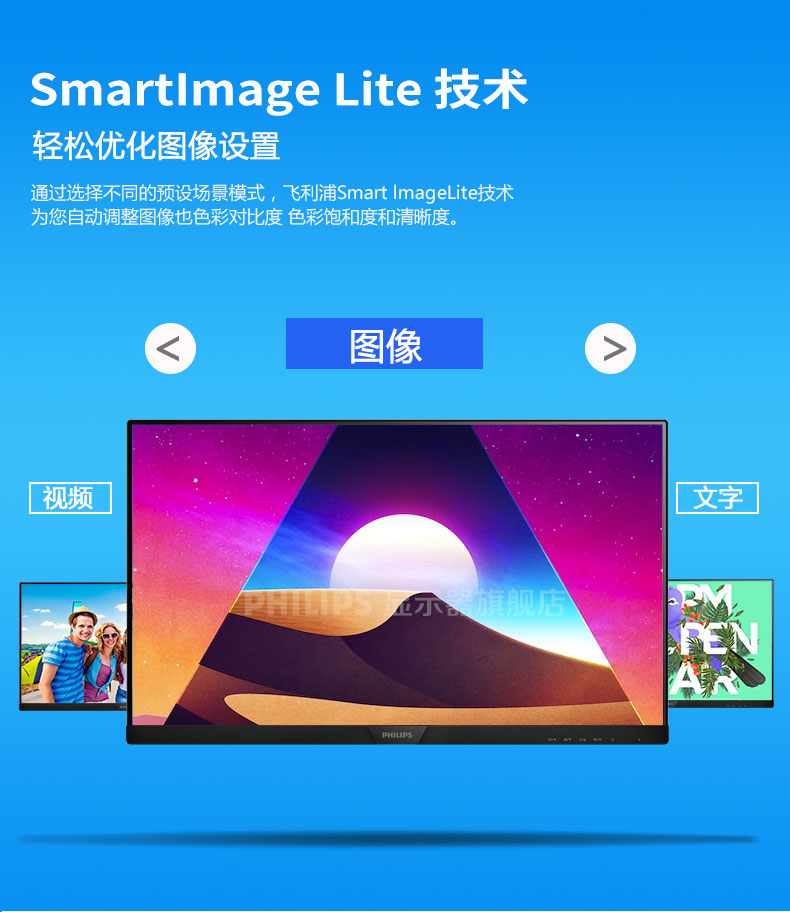 SmartImage Lite 技术
轻松优化图像设置
通过选择不同的预设场景模式，飞利浦Smart lmageLite技术
为您自动调整图像也色彩对比度 色彩饱和度和清晰度。
<
图像
>
视频
文字
PHILIPS 显示器旗舰店
PM
PEN
AR
PHILIPS